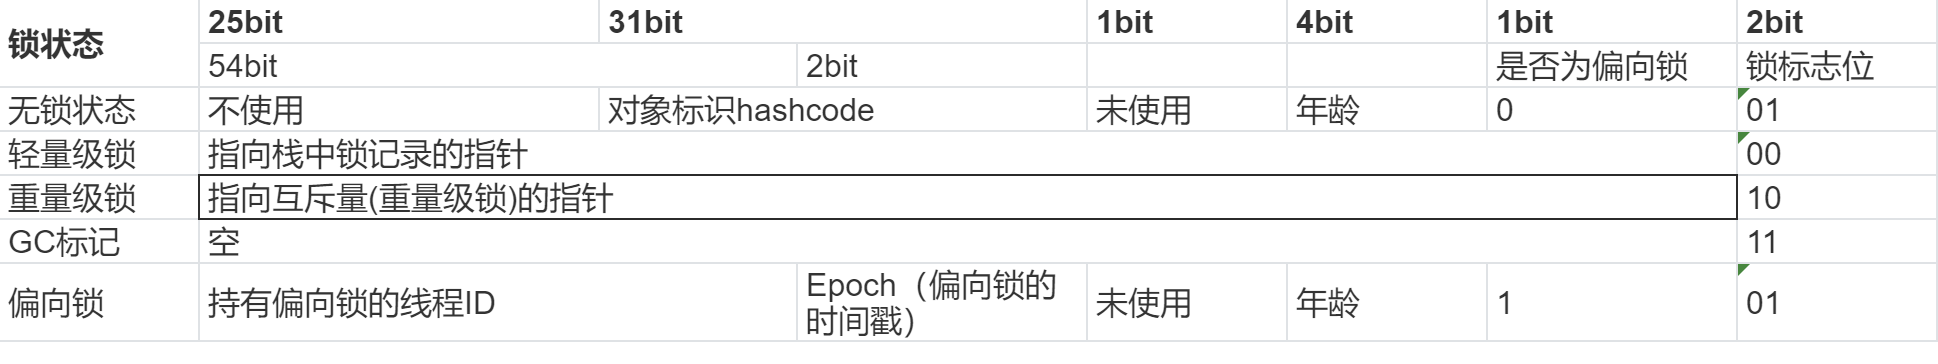 锁状态 25bit 31bit 1bit 4bit 1bit 2bit
54bit 2bit 是否为偏向锁 锁标志位
无锁状态 不使用 对象标识hashcode 未使用 年龄 0 01
轻量级锁 指向栈中锁记录的指针 00
重量级锁 指向互斥量(重量级锁)的指针 10
GC标记 空 11
偏向锁 持有偏向锁的线程ID Epoch（偏向锁的 未使用 年龄 1 01
时间戳）